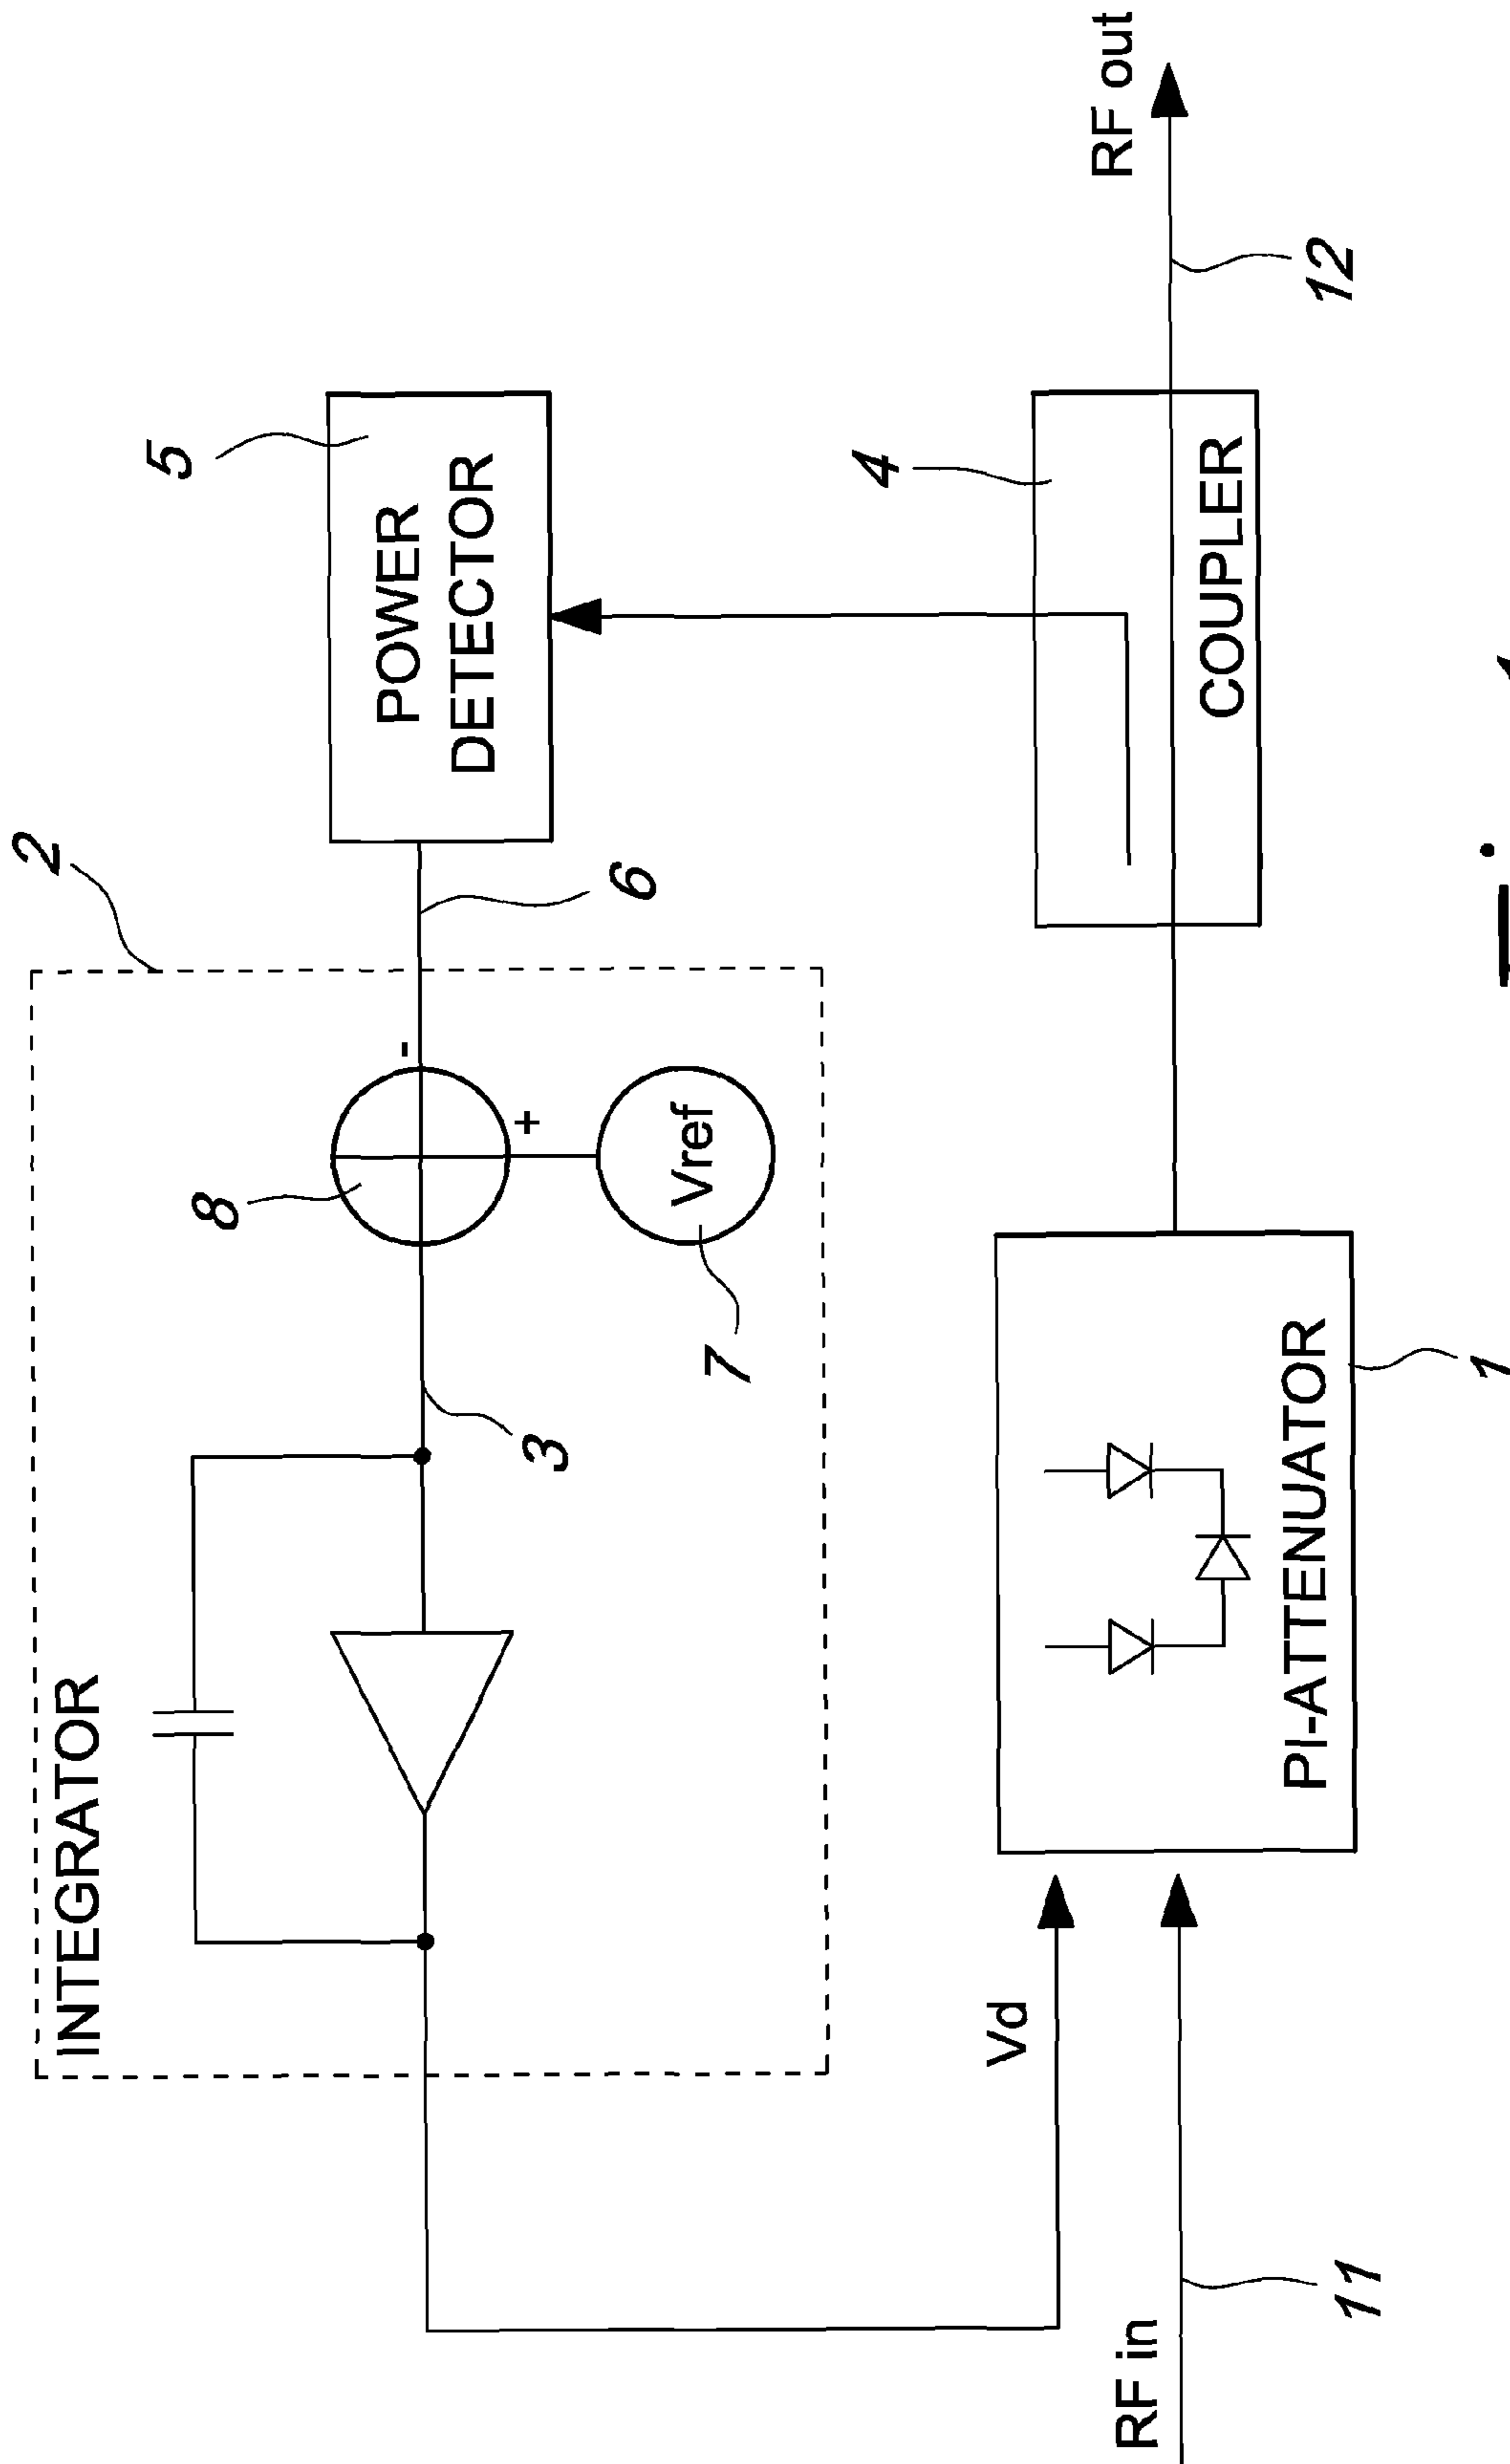 2
INTEGRATOR
5
8
POWER
DETECTOR
-
+
6
3
Vref
7
4
Vd
RF in
RF out
PI-ATTENUATOR
COUPLER
11
12
1